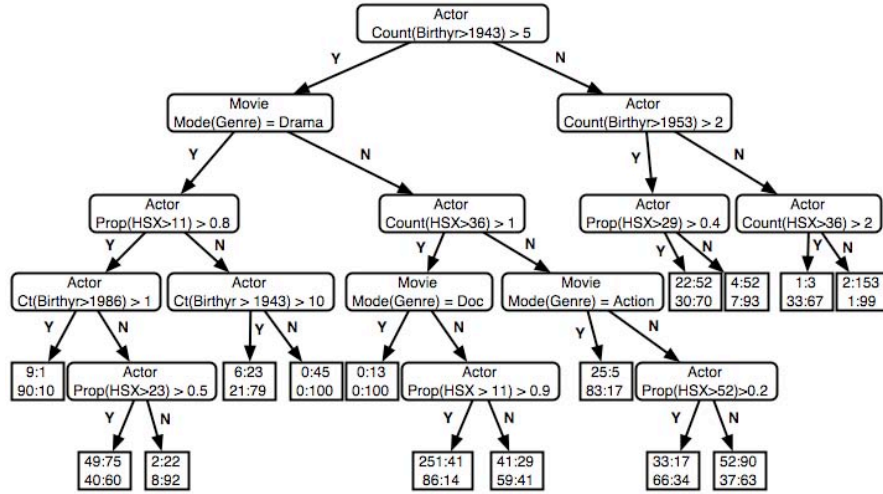 Actor
Count(Birthyr>1943) > 5
Y
N
Movie
Mode(Genre) = Drama
Actor
Count(Birthyr>1953) > 2
Y
N
Y
N
Actor
Prop(HSX>11) > 0.8
Actor
Count(HSX>36) > 1
Actor
Prop(HSX>29) > 0.4
Actor
Count(HSX>36) > 2
Y
N
Y
N
Y
N
Y
N
Actor
Ct(Birthyr>1986) > 1
Actor
Ct(Birthyr > 1943) > 10
Movie
Mode(Genre) = Doc
Movie
Mode(Genre) = Action
22:52
30:70
4:52
7:93
1:3
33:67
2:153
1:99
Y
N
Y
N
Y
N
Y
N
9:1
90:10
Actor
Prop(HSX>23) > 0.5
6:23
21:79
0:45
0:100
0:13
0:100
Actor
Prop(HSX > 11) > 0.9
25:5
83:17
Actor
Prop(HSX>52)>0.2
Y
N
Y
N
Y
N
49:75
40:60
2:22
8:92
251:41
86:14
41:29
59:41
33:17
66:34
52:90
37:63